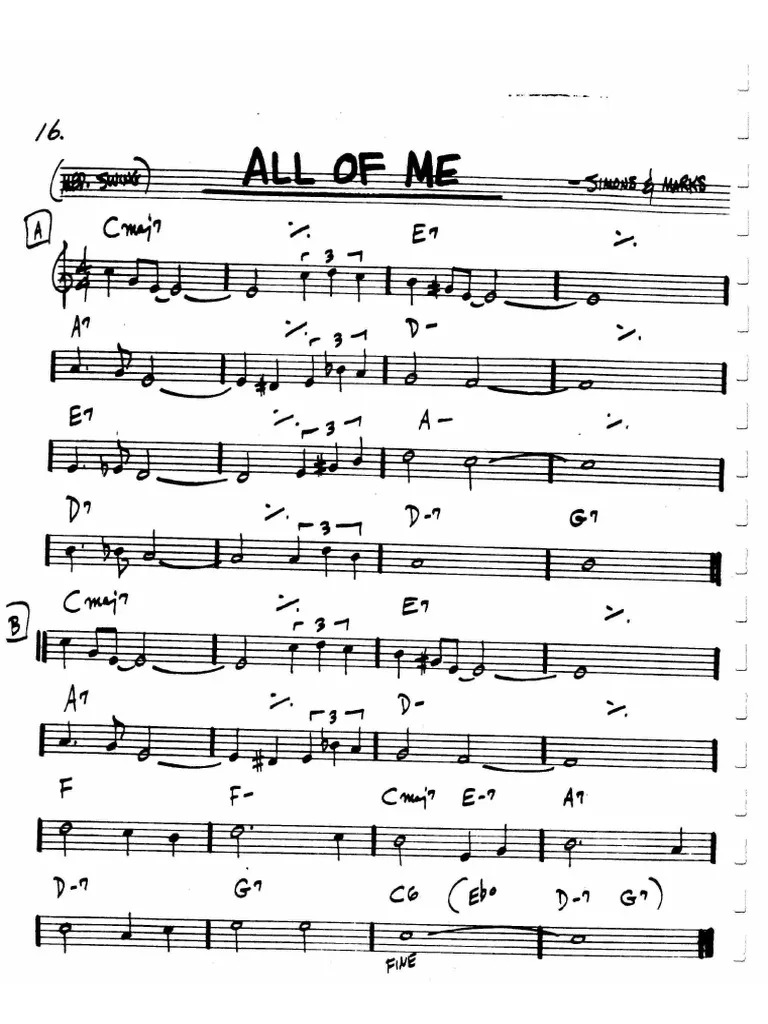 16.
ALL OF ME
(MED. SWING) - SIMONS & MARKS
A Cmaj7 ٪ E7 ٪
3
A7 ٪ D- ٪
3
E7 ٪ A- ٪
3
D7 ٪ D-7 G7
3
B Cmaj7 ٪ E7 ٪
3
A7 ٪ D- ٪
3
F F- Cmaj7 E-7 A7
D-7 G7 C6 (Ebo D-7 G7)
FINE